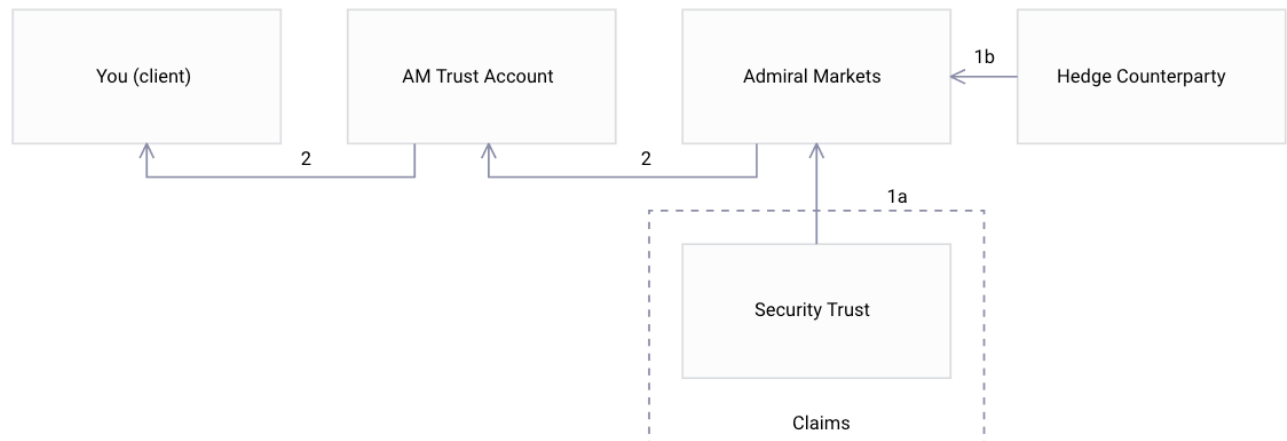 You (client)
AM Trust Account
Admiral Markets
1b
Hedge Counterparty
2
2
1a
Security Trust
Claims